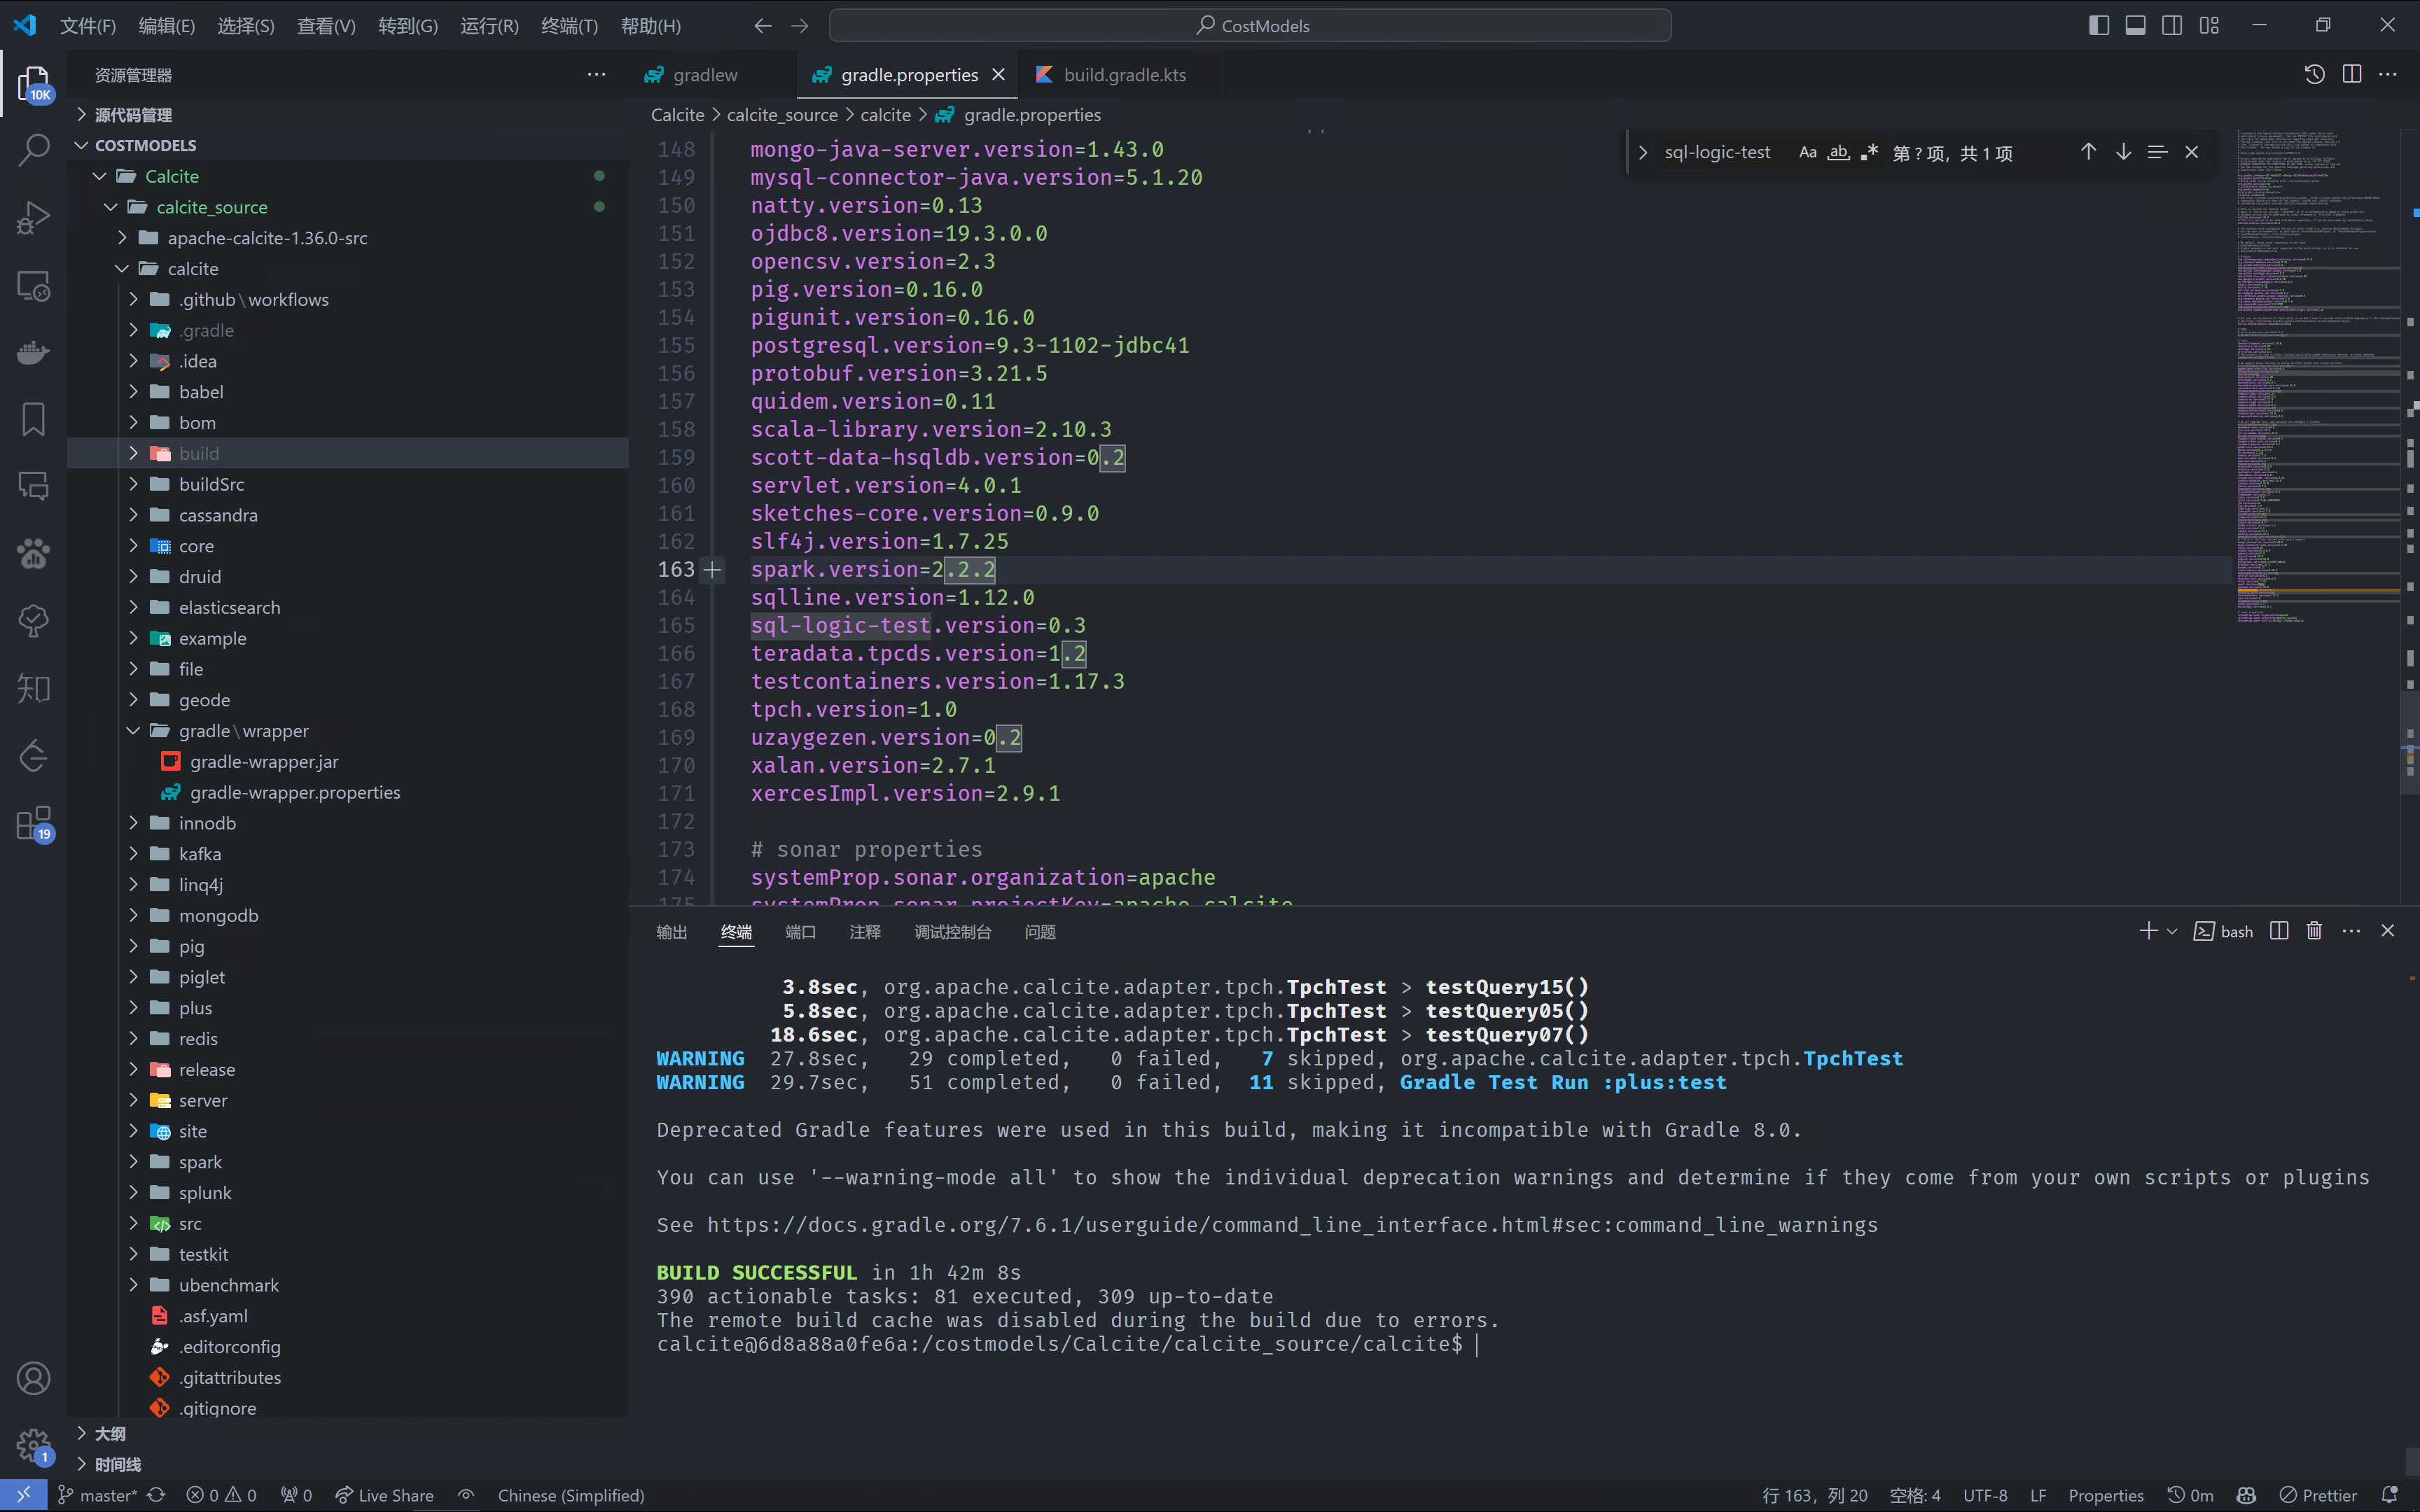 文件(F) 编辑(E) 选择(S) 查看(V) 转到(G) 运行(R) 终端(T) 帮助(H)
CostModels
10K
19
1
资源管理器
源代码管理
COSTMODELS
Calcite
calcite_source
apache-calcite-1.36.0-src
calcite
.github\workflows
.gradle
.idea
babel
bom
build
buildSrc
cassandra
core
druid
elasticsearch
example
file
geode
gradle\wrapper
gradle-wrapper.jar
gradle-wrapper.properties
innodb
kafka
linq4j
mongodb
pig
piglet
plus
redis
release
server
site
spark
splunk
src
testkit
ubenchmark
.asf.yaml
.editorconfig
.gitattributes
.gitignore
大纲
时间线
gradlew gradle.properties build.gradle.kts
Calcite > calcite_source > calcite > gradle.properties
sql-logic-test Aa ab .* 第 ? 项，共 1 项
148 mongo-java-server.version=1.43.0
149 mysql-connector-java.version=5.1.20
150 natty.version=0.13
151 ojdbc8.version=19.3.0.0
152 opencsv.version=2.3
153 pig.version=0.16.0
154 pigunit.version=0.16.0
155 postgresql.version=9.3-1102-jdbc41
156 protobuf.version=3.21.5
157 quidem.version=0.11
158 scala-library.version=2.10.3
159 scott-data-hsqldb.version=0.2
160 servlet.version=4.0.1
161 sketches-core.version=0.9.0
162 slf4j.version=1.7.25
163 spark.version=2.2.2
164 sqlline.version=1.12.0
165 sql-logic-test.version=0.3
166 teradata.tpcds.version=1.2
167 testcontainers.version=1.17.3
168 tpch.version=1.0
169 uzaygezen.version=0.2
170 xalan.version=2.7.1
171 xercesImpl.version=2.9.1
172
173 # sonar properties
174 systemProp.sonar.organization=apache
175 systemProp.sonar.projectKey=apache_calcite
输出 终端 端口 注释 调试控制台 问题
bash
3.8sec, org.apache.calcite.adapter.tpch.TpchTest > testQuery15()
5.8sec, org.apache.calcite.adapter.tpch.TpchTest > testQuery05()
18.6sec, org.apache.calcite.adapter.tpch.TpchTest > testQuery07()
WARNING 27.8sec, 29 completed, 0 failed, 7 skipped, org.apache.calcite.adapter.tpch.TpchTest
WARNING 29.7sec, 51 completed, 0 failed, 11 skipped, Gradle Test Run :plus:test
Deprecated Gradle features were used in this build, making it incompatible with Gradle 8.0.
You can use '--warning-mode all' to show the individual deprecation warnings and determine if they come from your own scripts or plugins
See https://docs.gradle.org/7.6.1/userguide/command_line_interface.html#sec:command_line_warnings
BUILD SUCCESSFUL in 1h 42m 8s
390 actionable tasks: 81 executed, 309 up-to-date
The remote build cache was disabled during the build due to errors.
calcite@6d8a88a0fe6a:/costmodels/Calcite/calcite_source/calcite$
master* 0 0 0 Live Share Chinese (Simplified) 行 163，列 20 空格: 4 UTF-8 LF Properties 0m Prettier